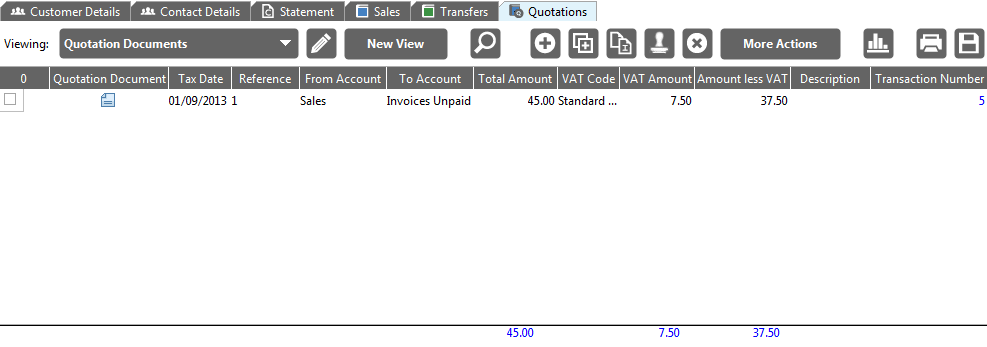 Customer Details Contact Details Statement Sales Transfers Quotations
Viewing: Quotation Documents New View More Actions
0 Quotation Document Tax Date Reference From Account To Account Total Amount VAT Code VAT Amount Amount less VAT Description Transaction Number
01/09/2013 1 Sales Invoices Unpaid 45.00 Standard ... 7.50 37.50 5
45.00 7.50 37.50